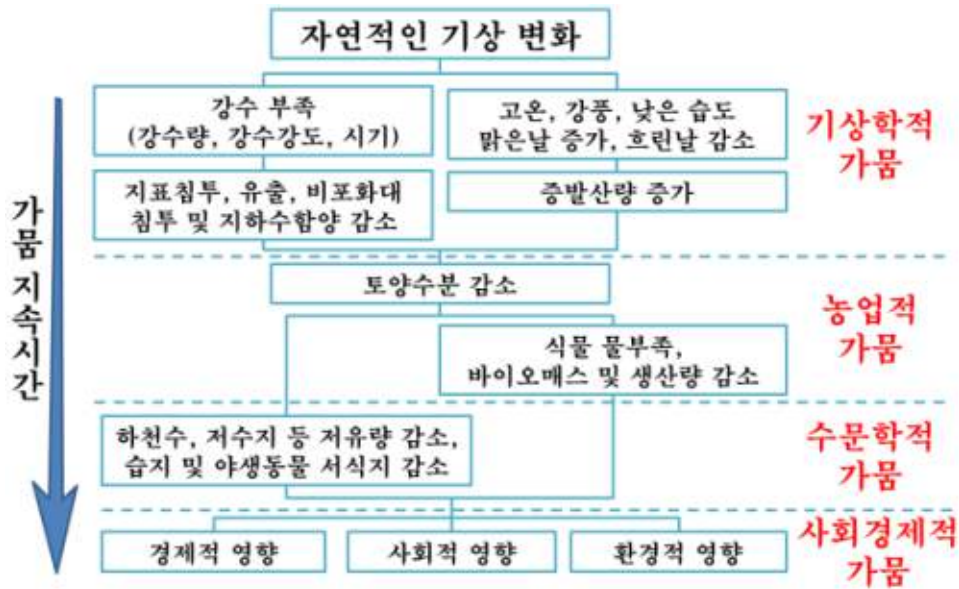 자연적인 기상 변화
강수 부족
(강수량, 강수강도, 시기)
고온, 강풍, 낮은 습도
맑은날 증가, 흐린날 감소
기상학적
가뭄
지표침투, 유출, 비포화대
침투 및 지하수함양 감소
증발산량 증가
가뭄 지속시간
토양수분 감소
농업적
가뭄
식물 물부족,
바이오매스 및 생산량 감소
하천수, 저수지 등 저유량 감소,
습지 및 야생동물 서식지 감소
수문학적
가뭄
경제적 영향
사회적 영향
환경적 영향
사회경제적
가뭄